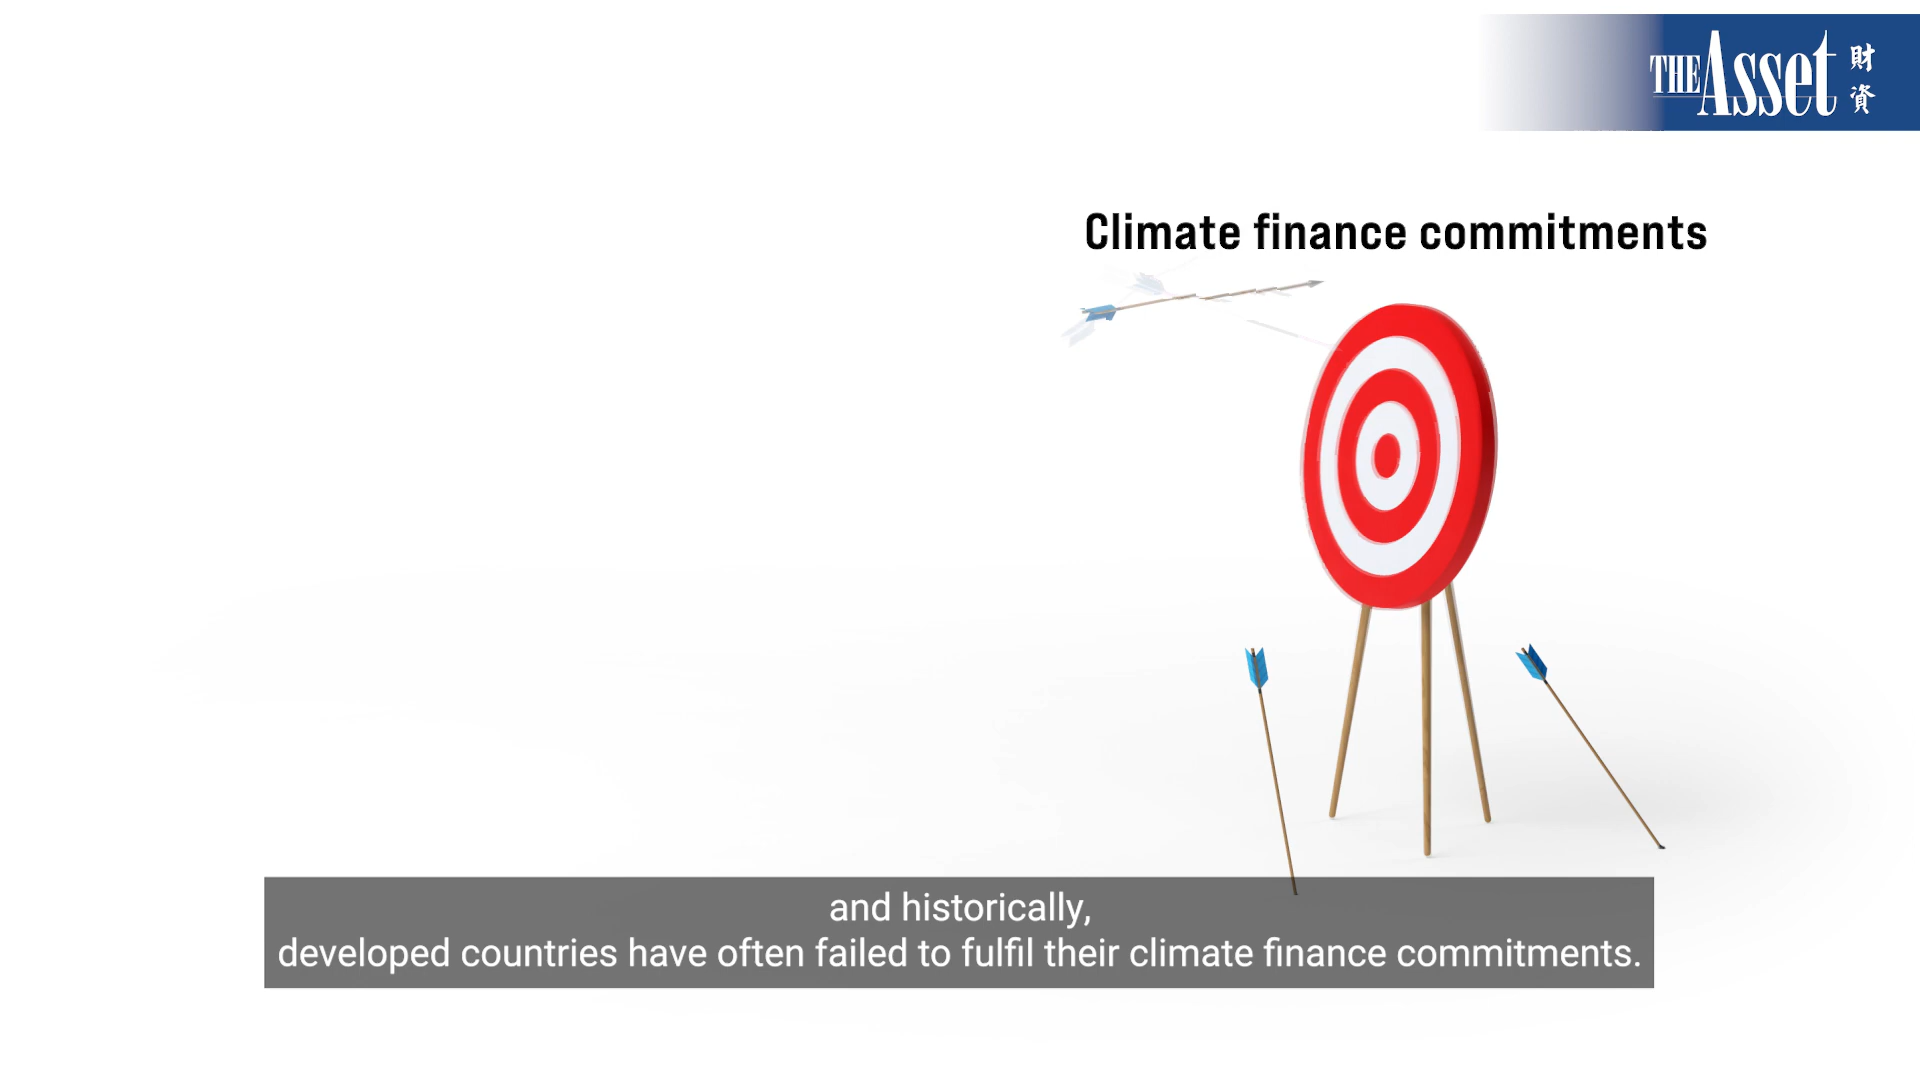 THE Asset 財資
Climate finance commitments
and historically,
developed countries have often failed to fulfil their climate finance commitments.